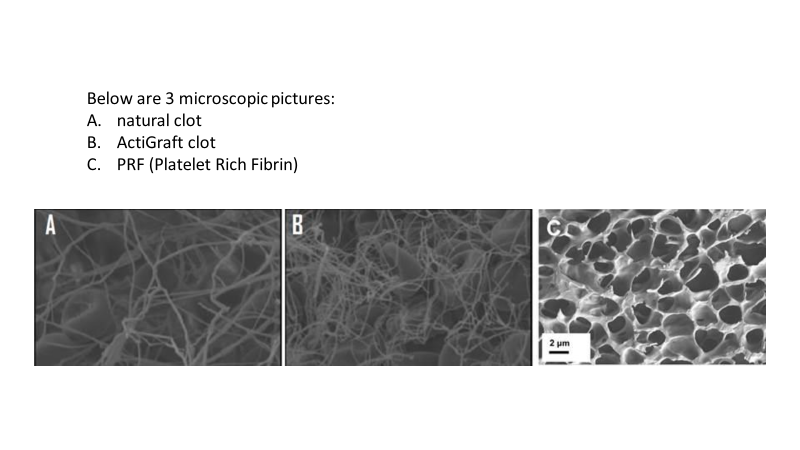 Below are 3 microscopic pictures:
A. natural clot
B. ActiGraft clot
C. PRF (Platelet Rich Fibrin)
A B C
2 μm